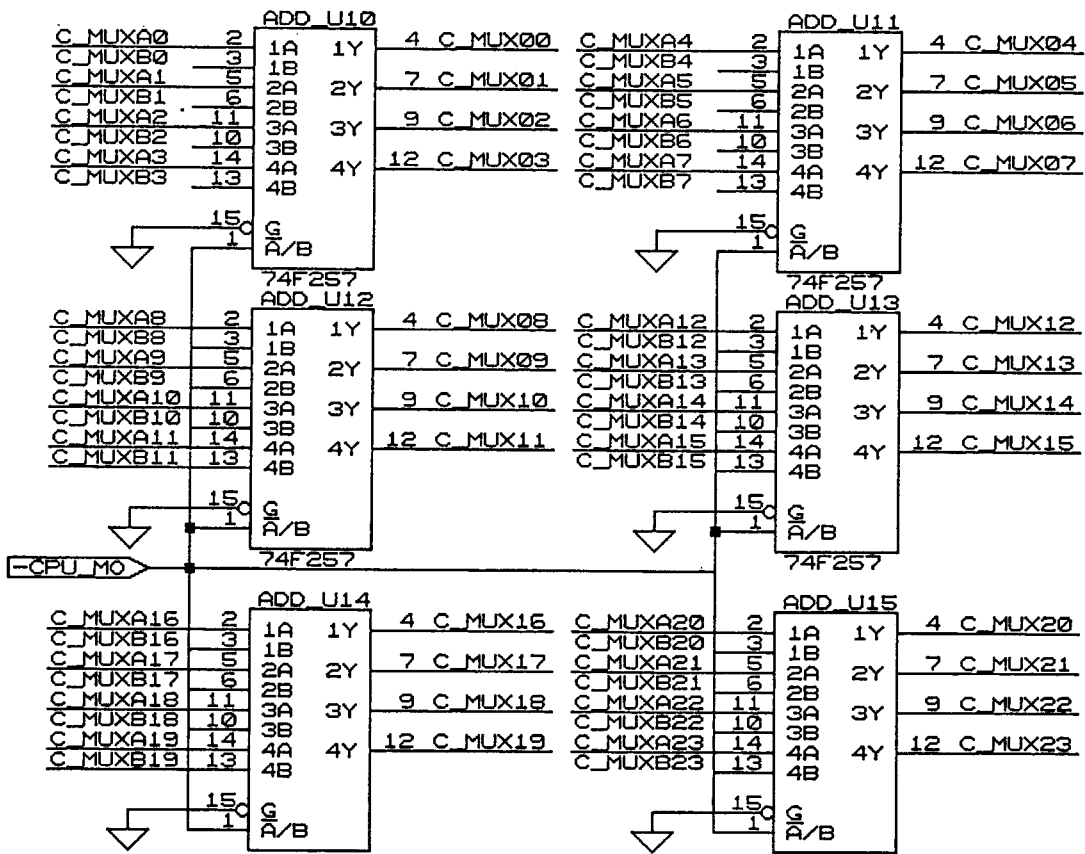 ADD_U10
C_MUXA0 2 1A 1Y 4 C_MUX00
C_MUXB0 3 1B
C_MUXA1 5 2A 2Y 7 C_MUX01
C_MUXB1 6 2B
C_MUXA2 11 3A 3Y 9 C_MUX02
C_MUXB2 10 3B
C_MUXA3 14 4A 4Y 12 C_MUX03
C_MUXB3 13 4B
15 G
1 A/B
74F257
ADD_U11
C_MUXA4 2 1A 1Y 4 C_MUX04
C_MUXB4 3 1B
C_MUXA5 5 2A 2Y 7 C_MUX05
C_MUXB5 6 2B
C_MUXA6 11 3A 3Y 9 C_MUX06
C_MUXB6 10 3B
C_MUXA7 14 4A 4Y 12 C_MUX07
C_MUXB7 13 4B
15 G
1 A/B
74F257
ADD_U12
C_MUXA8 2 1A 1Y 4 C_MUX08
C_MUXB8 3 1B
C_MUXA9 5 2A 2Y 7 C_MUX09
C_MUXB9 6 2B
C_MUXA10 11 3A 3Y 9 C_MUX10
C_MUXB10 10 3B
C_MUXA11 14 4A 4Y 12 C_MUX11
C_MUXB11 13 4B
15 G
1 A/B
74F257
ADD_U13
C_MUXA12 2 1A 1Y 4 C_MUX12
C_MUXB12 3 1B
C_MUXA13 5 2A 2Y 7 C_MUX13
C_MUXB13 6 2B
C_MUXA14 11 3A 3Y 9 C_MUX14
C_MUXB14 10 3B
C_MUXA15 14 4A 4Y 12 C_MUX15
C_MUXB15 13 4B
15 G
1 A/B
74F257
-CPU_MO
ADD_U14
C_MUXA16 2 1A 1Y 4 C_MUX16
C_MUXB16 3 1B
C_MUXA17 5 2A 2Y 7 C_MUX17
C_MUXB17 6 2B
C_MUXA18 11 3A 3Y 9 C_MUX18
C_MUXB18 10 3B
C_MUXA19 14 4A 4Y 12 C_MUX19
C_MUXB19 13 4B
15 G
1 A/B
ADD_U15
C_MUXA20 2 1A 1Y 4 C_MUX20
C_MUXB20 3 1B
C_MUXA21 5 2A 2Y 7 C_MUX21
C_MUXB21 6 2B
C_MUXA22 11 3A 3Y 9 C_MUX22
C_MUXB22 10 3B
C_MUXA23 14 4A 4Y 12 C_MUX23
C_MUXB23 13 4B
15 G
1 A/B